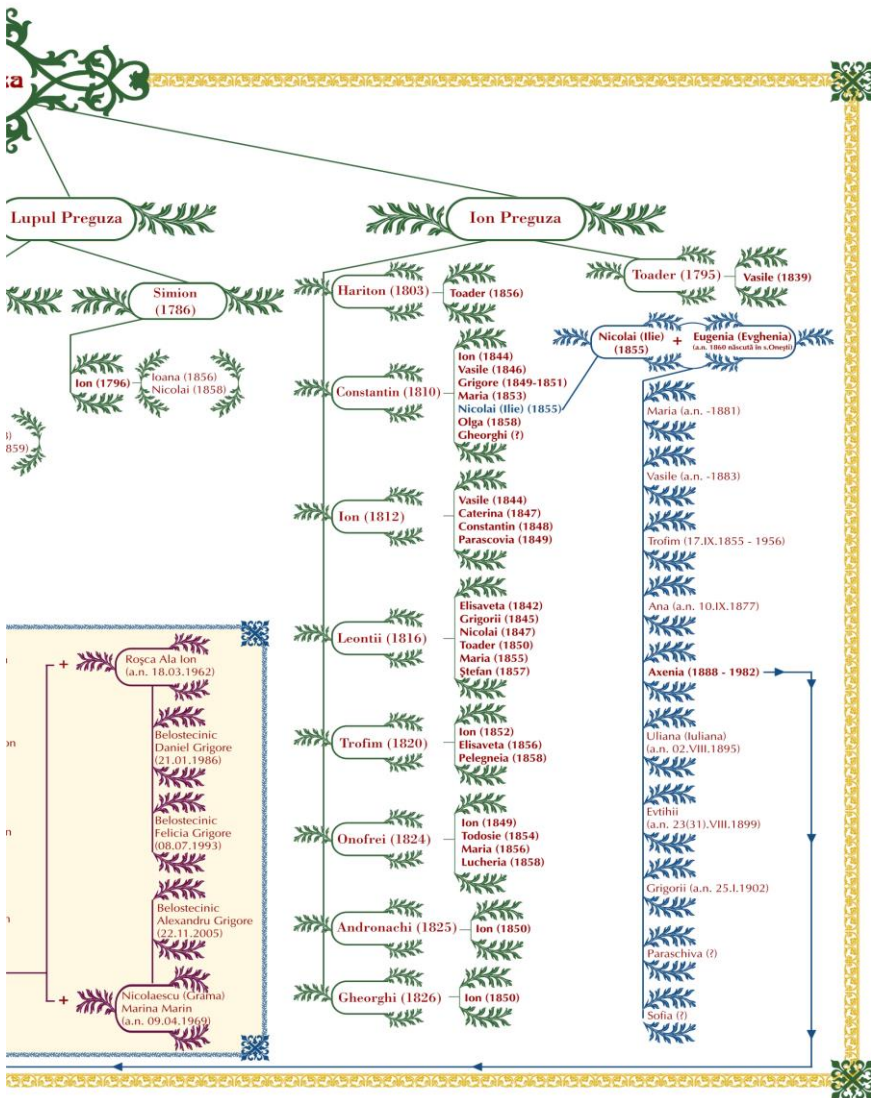 Lupul Preguza
Ion Preguza
Simion
(1786)
Ion (1796)
Ioana (1856)
Nicolai (1858)
1859)
Toader (1795)
Vasile (1839)
Hariton (1803)
Toader (1856)
Nicolai (Ilie)
(1855)
+
Eugenia (Evghenia)
(a.n. 1860 născută în s.Oneşti)
Constantin (1810)
Ion (1844)
Vasile (1846)
Grigore (1849-1851)
Maria (1853)
Nicolai (Ilie) (1855)
Olga (1858)
Gheorghi (?)
Ion (1812)
Vasile (1844)
Caterina (1847)
Constantin (1848)
Parascovia (1849)
Leontii (1816)
Elisaveta (1842)
Grigorii (1845)
Nicolai (1847)
Toader (1850)
Maria (1855)
Ştefan (1857)
Trofim (1820)
Ion (1852)
Elisaveta (1856)
Pelegneia (1858)
Onofrei (1824)
Ion (1849)
Todosie (1854)
Maria (1856)
Lucheria (1858)
Andronachi (1825)
Ion (1850)
Gheorghi (1826)
Ion (1850)
Maria (a.n. -1881)
Vasile (a.n. -1883)
Trofim (17.IX.1855 - 1956)
Ana (a.n. 10.IX.1877)
Axenia (1888 - 1982)
Uliana (Iuliana)
(a.n. 02.VIII.1895)
Evtihii
(a.n. 23(31).VIII.1899)
Grigorii (a.n. 25.I.1902)
Paraschiva (?)
Sofia (?)
+
Roşca Ala Ion
(a.n. 18.03.1962)
Belostecinic
Daniel Grigore
(21.01.1986)
Belostecinic
Felicia Grigore
(08.07.1993)
Belostecinic
Alexandru Grigore
(22.11.2005)
+
Nicolaescu (Grama)
Marina Marin
(a.n. 09.04.1969)